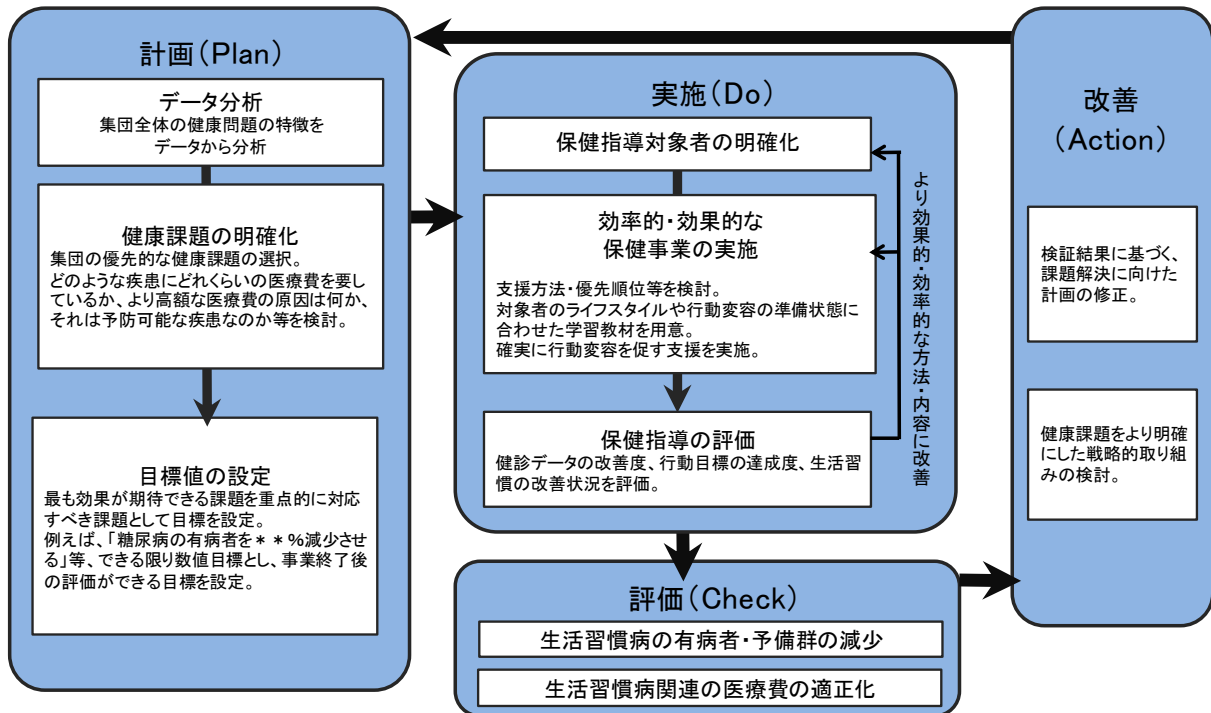 計画(Plan)
データ分析
集団全体の健康問題の特徴を
データから分析
健康課題の明確化
集団の優先的な健康課題の選択。
どのような疾患にどれくらいの医療費を要し
ているか、より高額な医療費の原因は何か、
それは予防可能な疾患なのか等を検討。
目標値の設定
最も効果が期待できる課題を重点的に対応
すべき課題として目標を設定。
例えば、「糖尿病の有病者を**%減少させ
る」等、できる限り数値目標とし、事業終了後
の評価ができる目標を設定。
実施(Do)
保健指導対象者の明確化
効率的・効果的な
保健事業の実施
支援方法・優先順位等を検討。
対象者のライフスタイルや行動変容の準備状態に
合わせた学習教材を用意。
確実に行動変容を促す支援を実施。
保健指導の評価
健診データの改善度、行動目標の達成度、生活習
慣の改善状況を評価。
より効果的・効率的な方法・内容に改善
評価(Check)
生活習慣病の有病者・予備群の減少
生活習慣病関連の医療費の適正化
改善
(Action)
検証結果に基づく、
課題解決に向けた
計画の修正。
健康課題をより明確
にした戦略的取り組
みの検討。